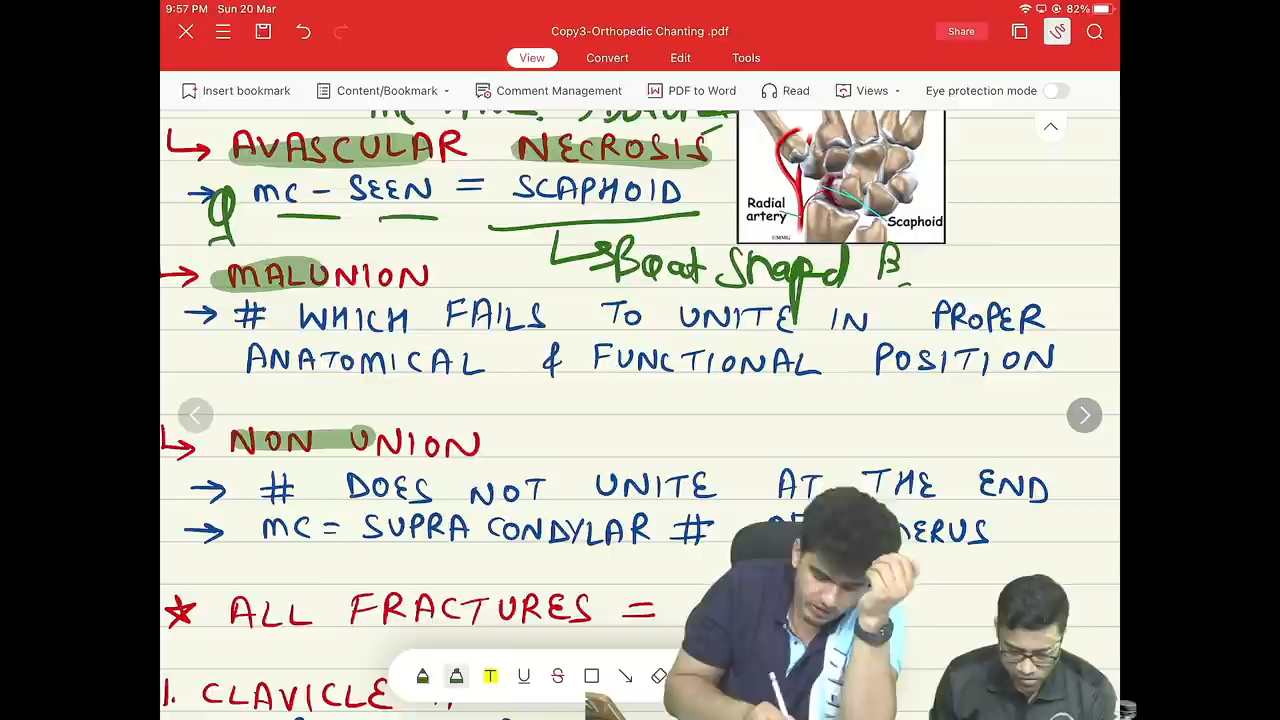 9:57 PM Sun 20 Mar 82%
Copy3-Orthopedic Chanting .pdf
Share
View Convert Edit Tools
Insert bookmark Content/Bookmark Comment Management PDF to Word Read Views Eye protection mode
↳ AVASCULAR NECROSIS
→ mc - SEEN = SCAPHOID
Radial
artery
Scaphoid
©MMG
↳ Boat Shaped B
→ MALUNION
→ # WHICH FAILS TO UNITE IN PROPER
ANATOMICAL & FUNCTIONAL POSITION
↳ NON UNION
→ # DOES NOT UNITE AT THE END
→ mc = SUPRA CONDYLAR #
★ ALL FRACTURES =
1. CLAVICLE